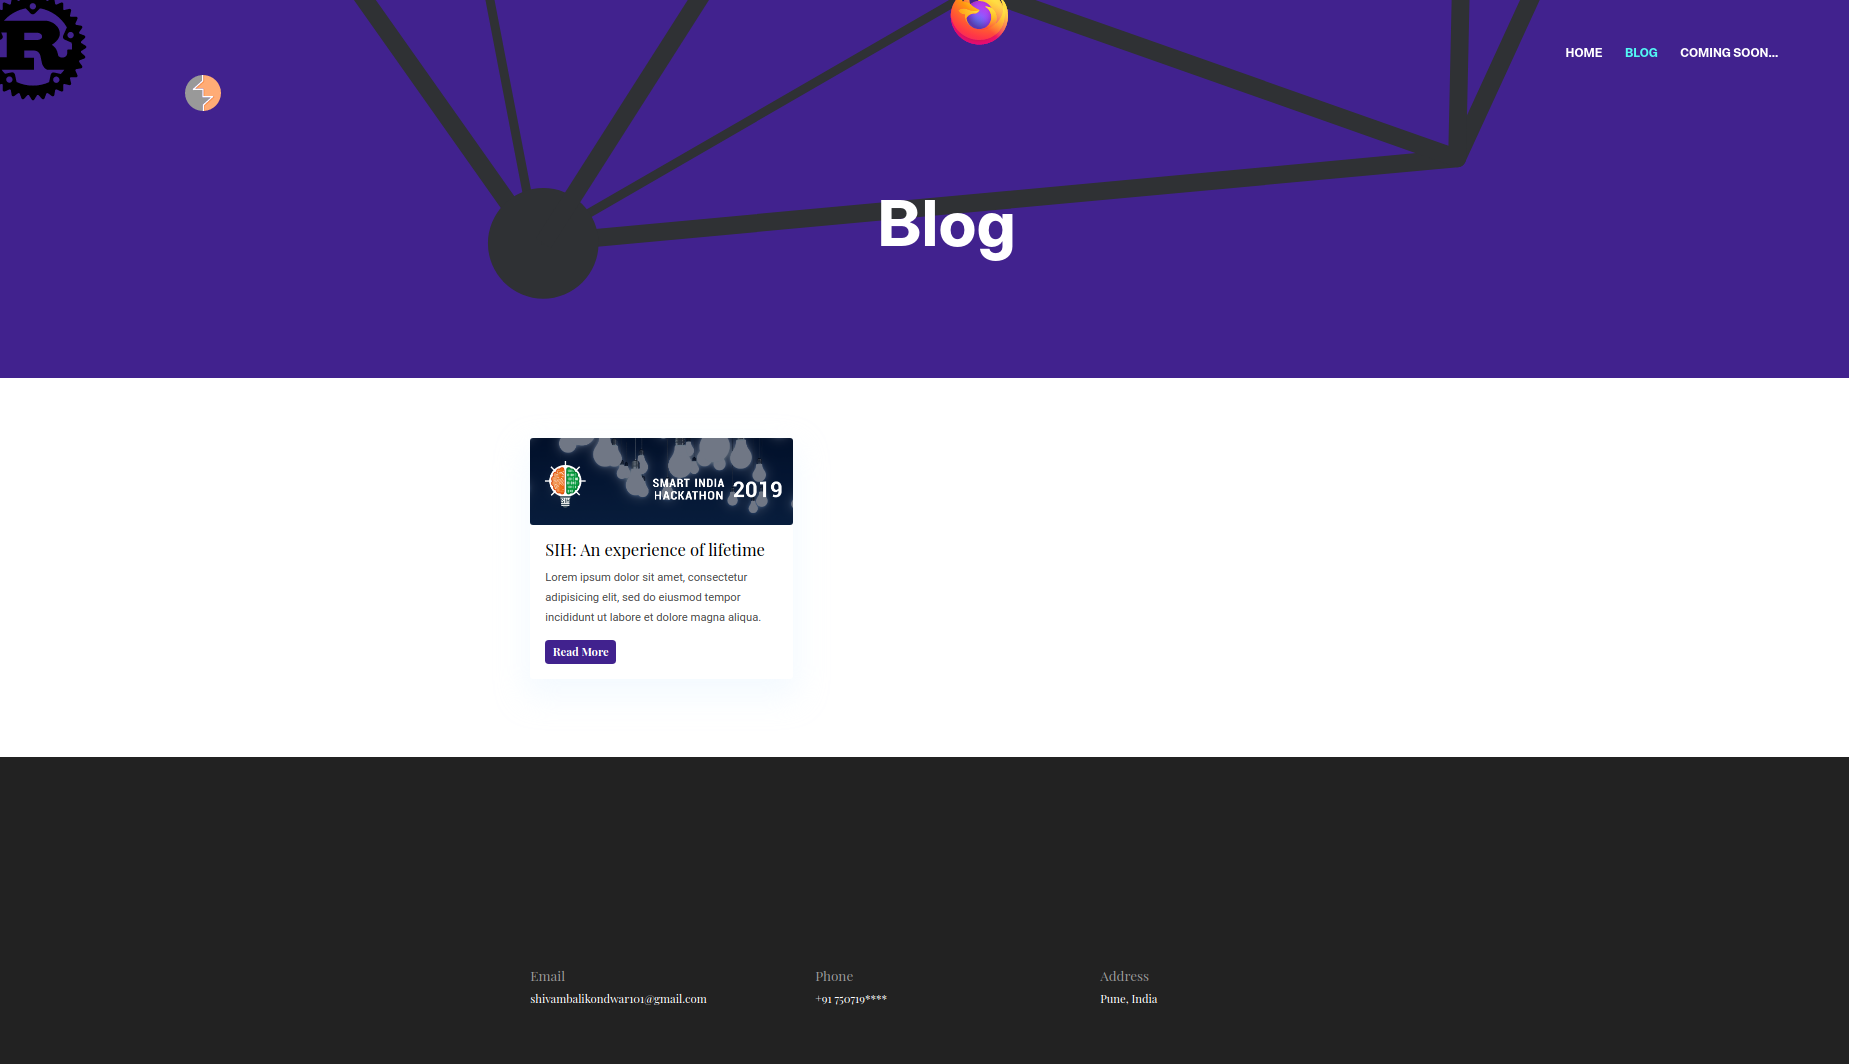 R
HOME BLOG COMING SOON...
Blog
SMART INDIA
HACKATHON 2019
SIH: An experience of lifetime
Lorem ipsum dolor sit amet, consectetur
adipisicing elit, sed do eiusmod tempor
incididunt ut labore et dolore magna aliqua.
Read More
Email
shivambalikondwar101@gmail.com
Phone
+91 750719****
Address
Pune, India